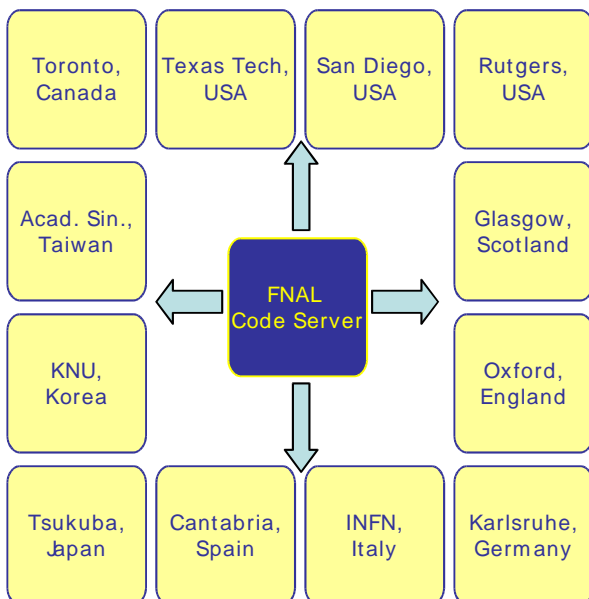 Toronto,
Canada
Texas Tech,
USA
San Diego,
USA
Rutgers,
USA
Acad. Sin.,
Taiwan
Glasgow,
Scotland
FNAL
Code Server
KNU,
Korea
Oxford,
England
Tsukuba,
Japan
Cantabria,
Spain
INFN,
Italy
Karlsruhe,
Germany